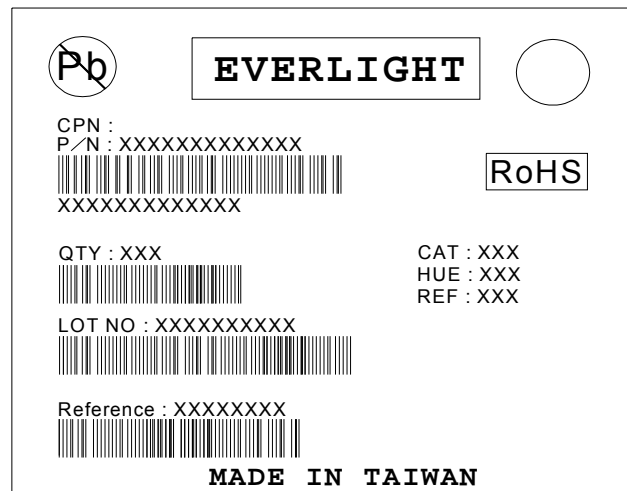 Pb
EVERLIGHT
CPN :
P/N : XXXXXXXXXXXXX
RoHS
XXXXXXXXXXXXX
QTY : XXX
CAT : XXX
HUE : XXX
REF : XXX
LOT NO : XXXXXXXXXX
Reference : XXXXXXXX
MADE IN TAIWAN